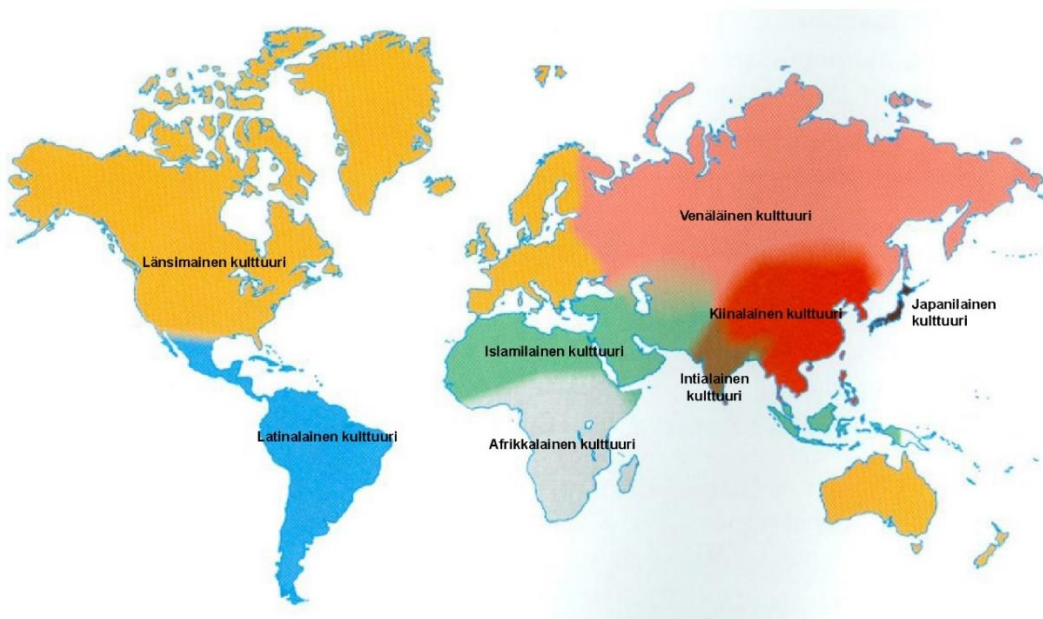 Venäläinen kulttuuri
Länsimainen kulttuuri
Japanilainen
kulttuuri
Kiinalainen kulttuuri
Islamilainen kulttuuri
Intialainen
kulttuuri
Latinalainen kulttuuri
Afrikkalainen kulttuuri